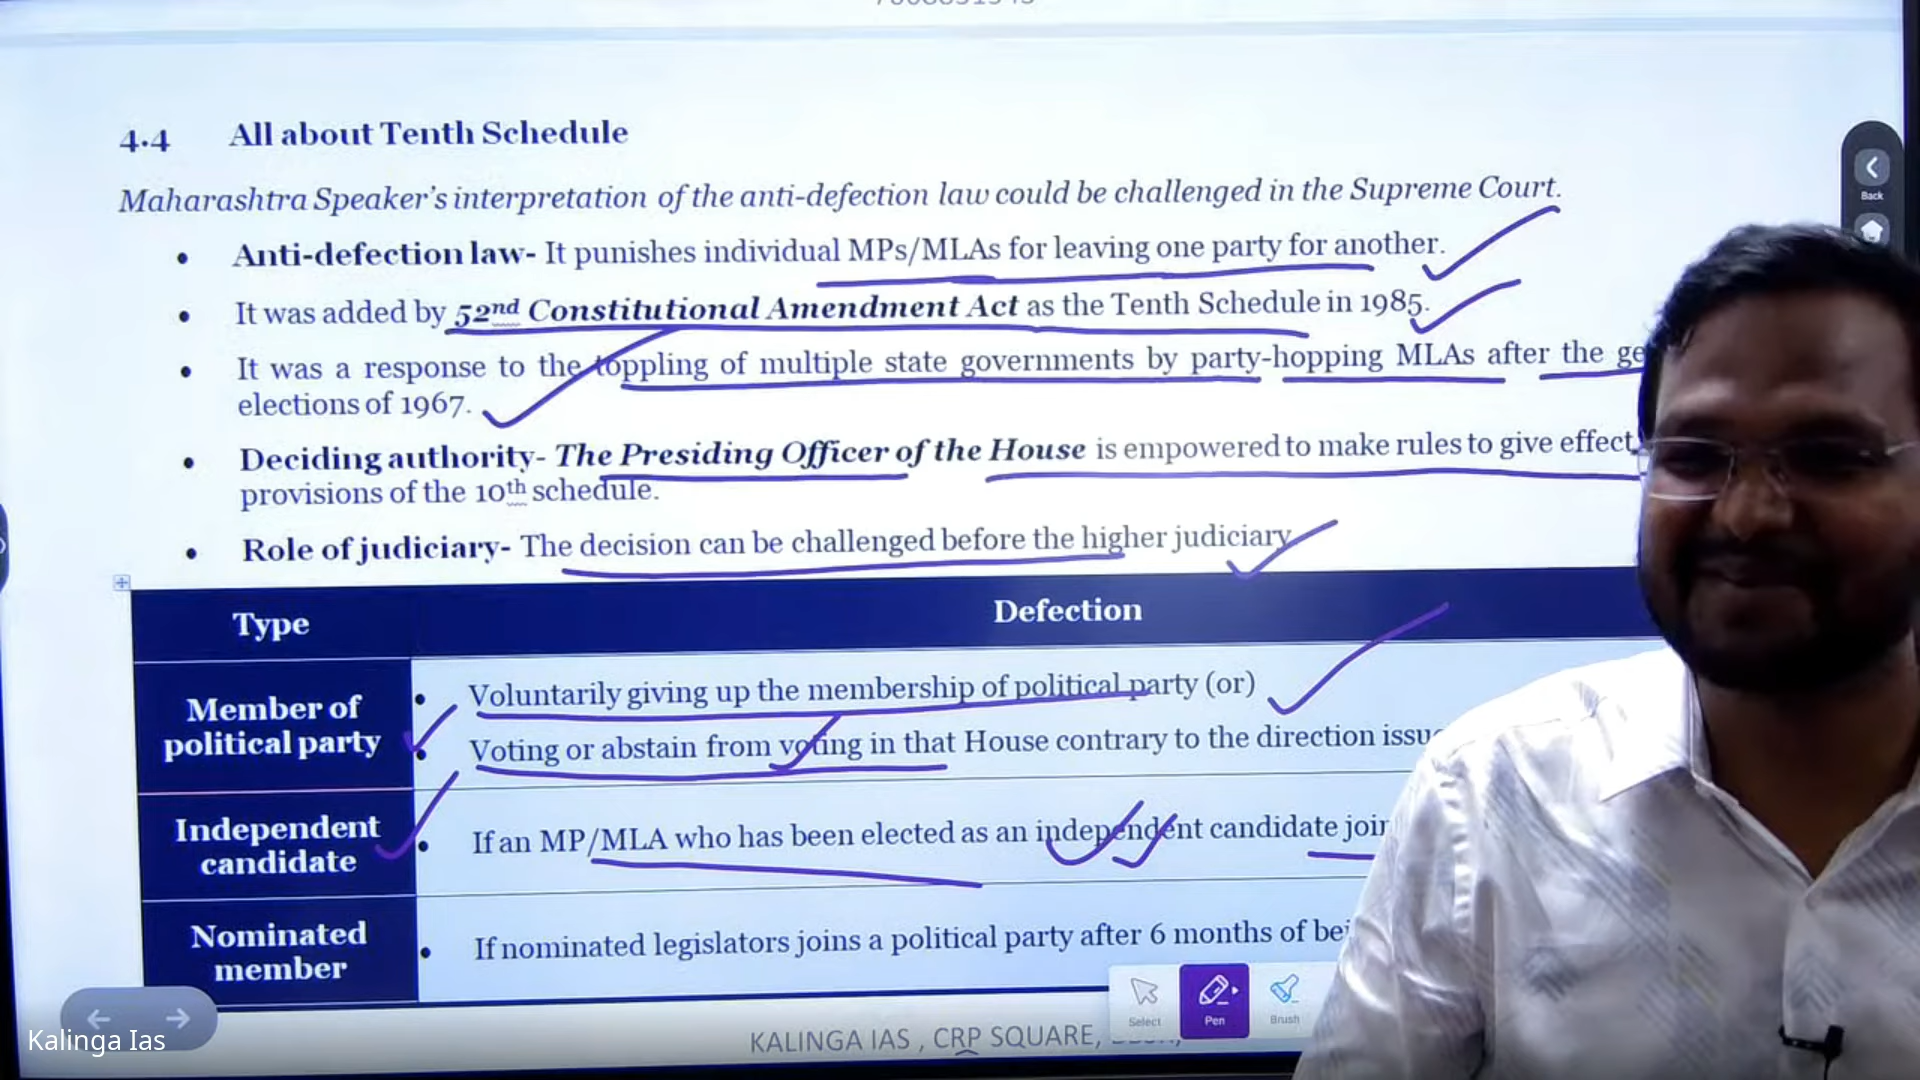 4.4 All about Tenth Schedule
Maharashtra Speaker's interpretation of the anti-defection law could be challenged in the Supreme Court.
• Anti-defection law- It punishes individual MPs/MLAs for leaving one party for another.
• It was added by 52nd Constitutional Amendment Act as the Tenth Schedule in 1985.
• It was a response to the toppling of multiple state governments by party-hopping MLAs after the ge
elections of 1967.
• Deciding authority- The Presiding Officer of the House is empowered to make rules to give effect
provisions of the 10th schedule.
• Role of judiciary- The decision can be challenged before the higher judiciary
Type Defection
Member of political party
• Voluntarily giving up the membership of political party (or)
• Voting or abstain from voting in that House contrary to the direction issu
Independent candidate
• If an MP/MLA who has been elected as an independent candidate joi
Nominated member
• If nominated legislators joins a political party after 6 months of bei
Back
Select Pen Brush
KALINGA IAS , CRP SQUARE,
Kalinga Ias